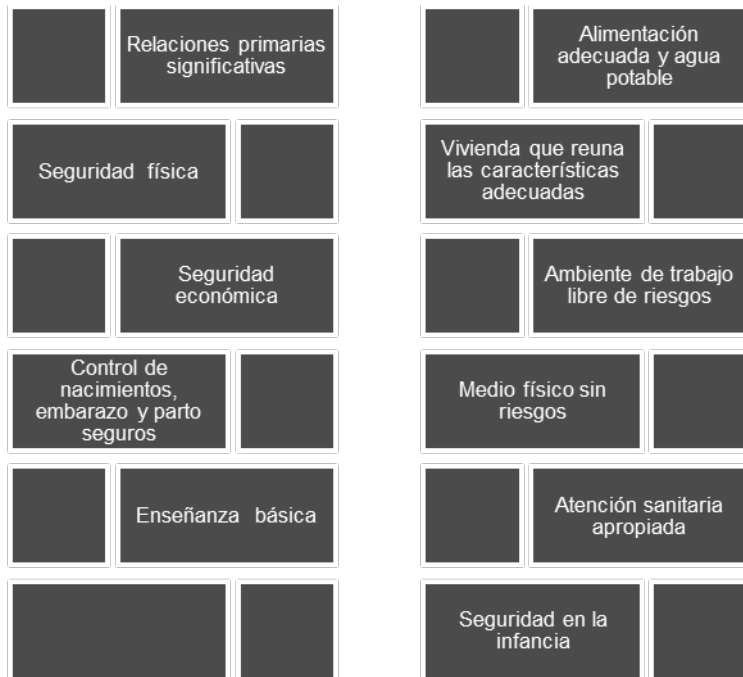 Relaciones primarias
significativas
Seguridad física
Seguridad
económica
Control de
nacimientos,
embarazo y parto
seguros
Enseñanza básica
Alimentación
adecuada y agua
potable
Vivienda que reuna
las características
adecuadas
Ambiente de trabajo
libre de riesgos
Medio físico sin
riesgos
Atención sanitaria
apropiada
Seguridad en la
infancia